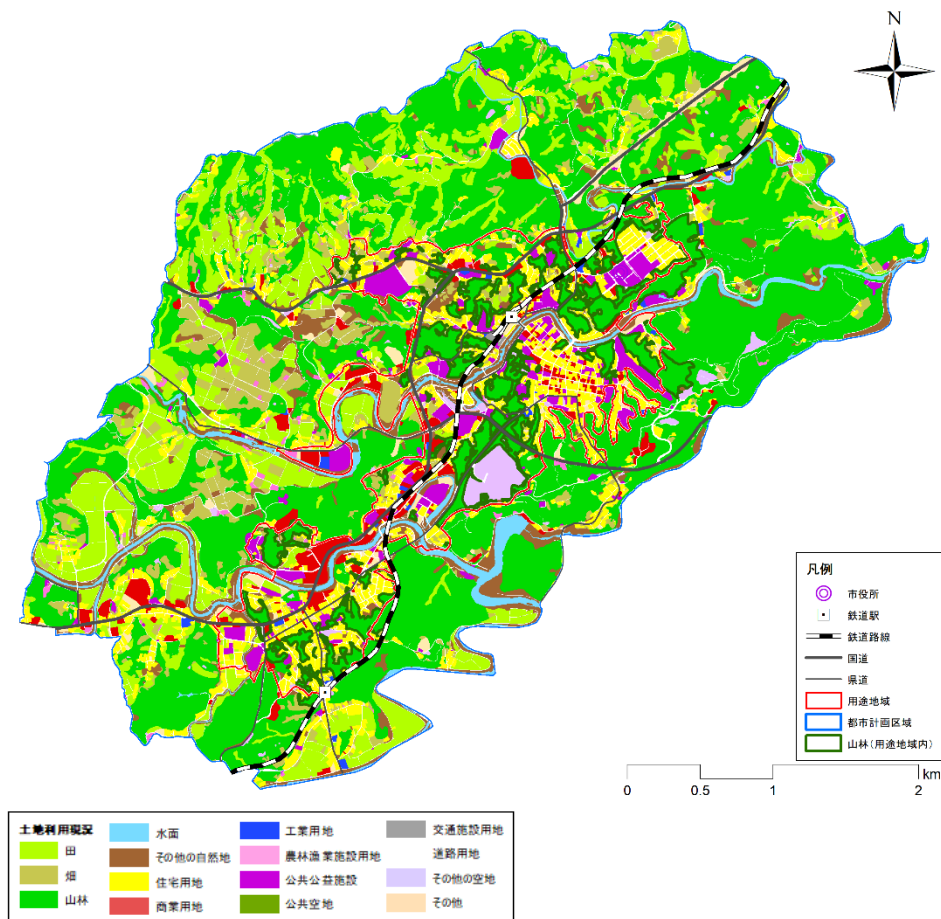 N
凡例
市役所
鉄道駅
鉄道路線
国道
県道
用途地域
都市計画区域
山林(用途地域内)
km
0 0.5 1 2
土地利用現況
田
畑
山林
水面
その他の自然地
住宅用地
商業用地
工業用地
農林漁業施設用地
公共公益施設
公共空地
交通施設用地
道路用地
その他の空地
その他